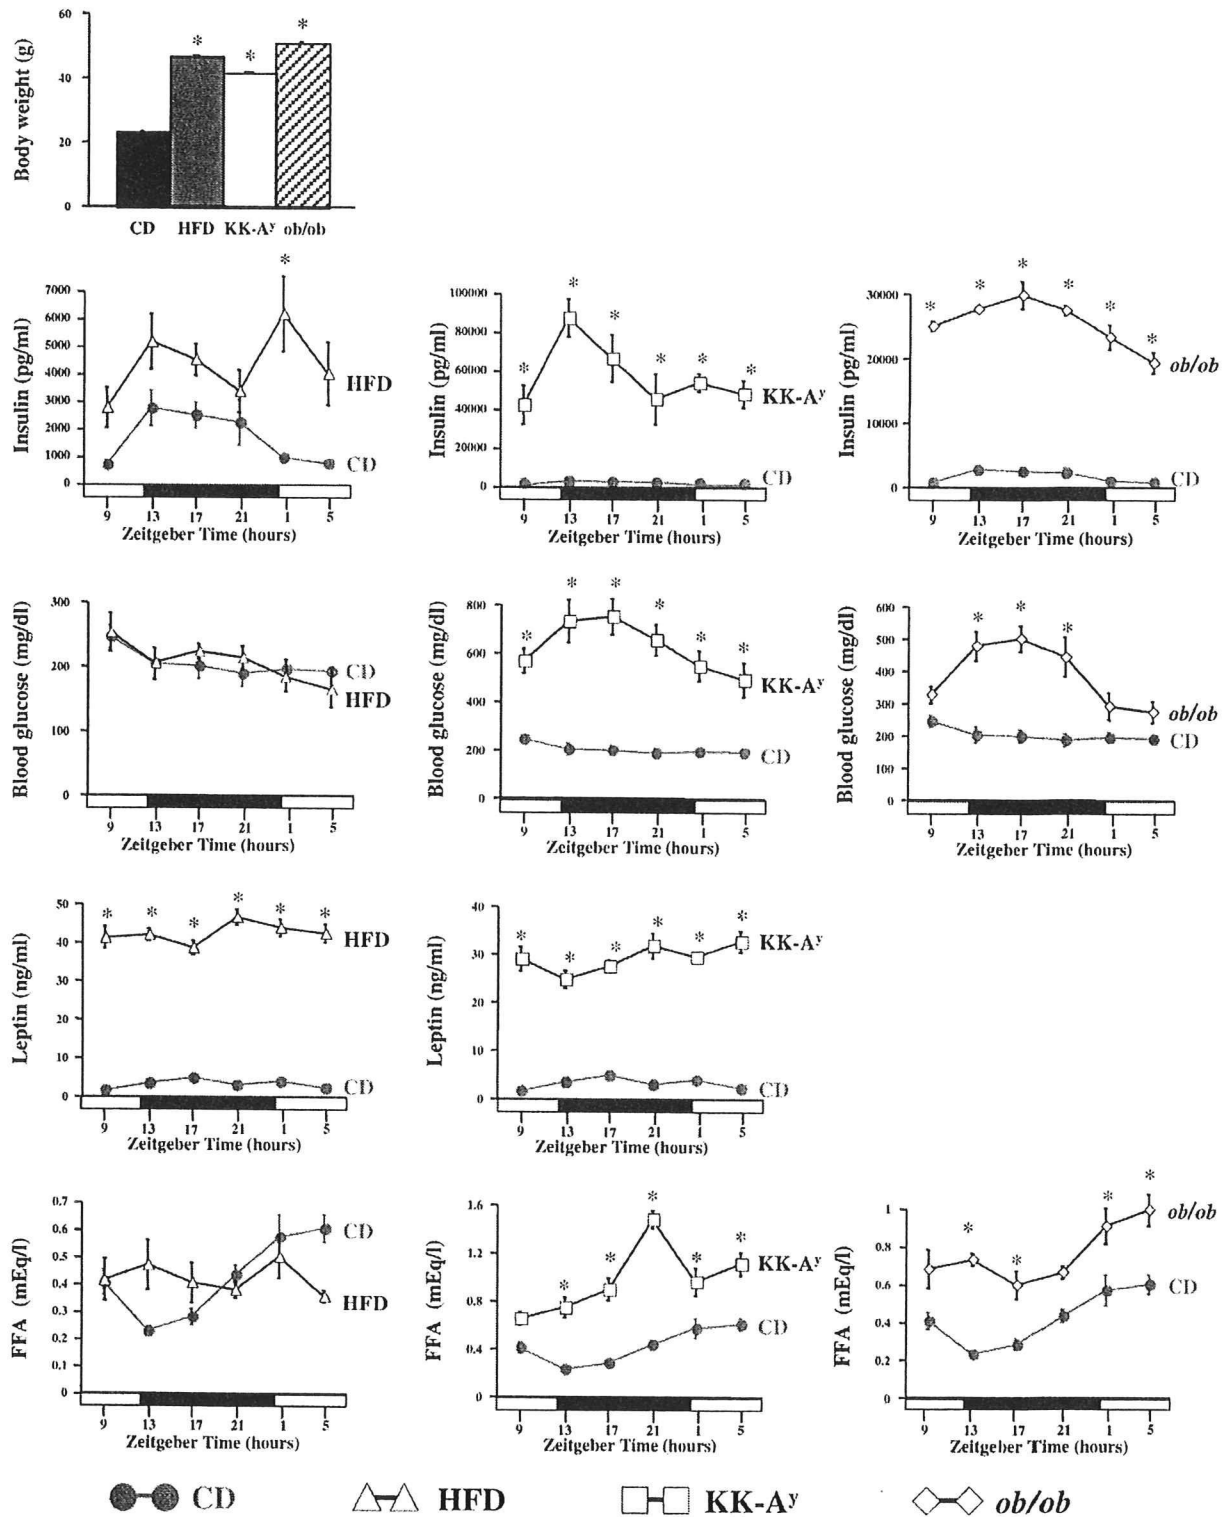 Body weight (g)
60
40
20
0
* * *
CD HFD KK-Aʸ ob/ob
Insulin (pg/ml)
7000
6000
5000
4000
3000
2000
1000
0
*
HFD
CD
9 13 17 21 1 5
Zeitgeber Time (hours)
Insulin (pg/ml)
100000
80000
60000
40000
20000
0
* * * * * *
KK-Aʸ
CD
9 13 17 21 1 5
Zeitgeber Time (hours)
Insulin (pg/ml)
30000
20000
10000
0
* * * * * *
ob/ob
CD
9 13 17 21 1 5
Zeitgeber Time (hours)
Blood glucose (mg/dl)
300
200
100
0
CD
HFD
9 13 17 21 1 5
Zeitgeber Time (hours)
Blood glucose (mg/dl)
800
600
400
200
0
* * * * * *
KK-Aʸ
CD
9 13 17 21 1 5
Zeitgeber Time (hours)
Blood glucose (mg/dl)
600
500
400
300
200
100
0
* * *
ob/ob
CD
9 13 17 21 1 5
Zeitgeber Time (hours)
Leptin (ng/ml)
50
40
30
20
10
0
* * * * * *
HFD
CD
9 13 17 21 1 5
Zeitgeber Time (hours)
Leptin (ng/ml)
40
30
20
10
0
* * * * * *
KK-Aʸ
CD
9 13 17 21 1 5
Zeitgeber Time (hours)
FFA (mEq/l)
0.7
0.6
0.5
0.4
0.3
0.2
0.1
0
CD
HFD
9 13 17 21 1 5
Zeitgeber Time (hours)
FFA (mEq/l)
1.6
1.2
0.8
0.4
0
* * * * *
KK-Aʸ
CD
9 13 17 21 1 5
Zeitgeber Time (hours)
FFA (mEq/l)
1
0.8
0.6
0.4
0.2
0
* * * *
ob/ob
CD
9 13 17 21 1 5
Zeitgeber Time (hours)
CD HFD KK-Aʸ ob/ob